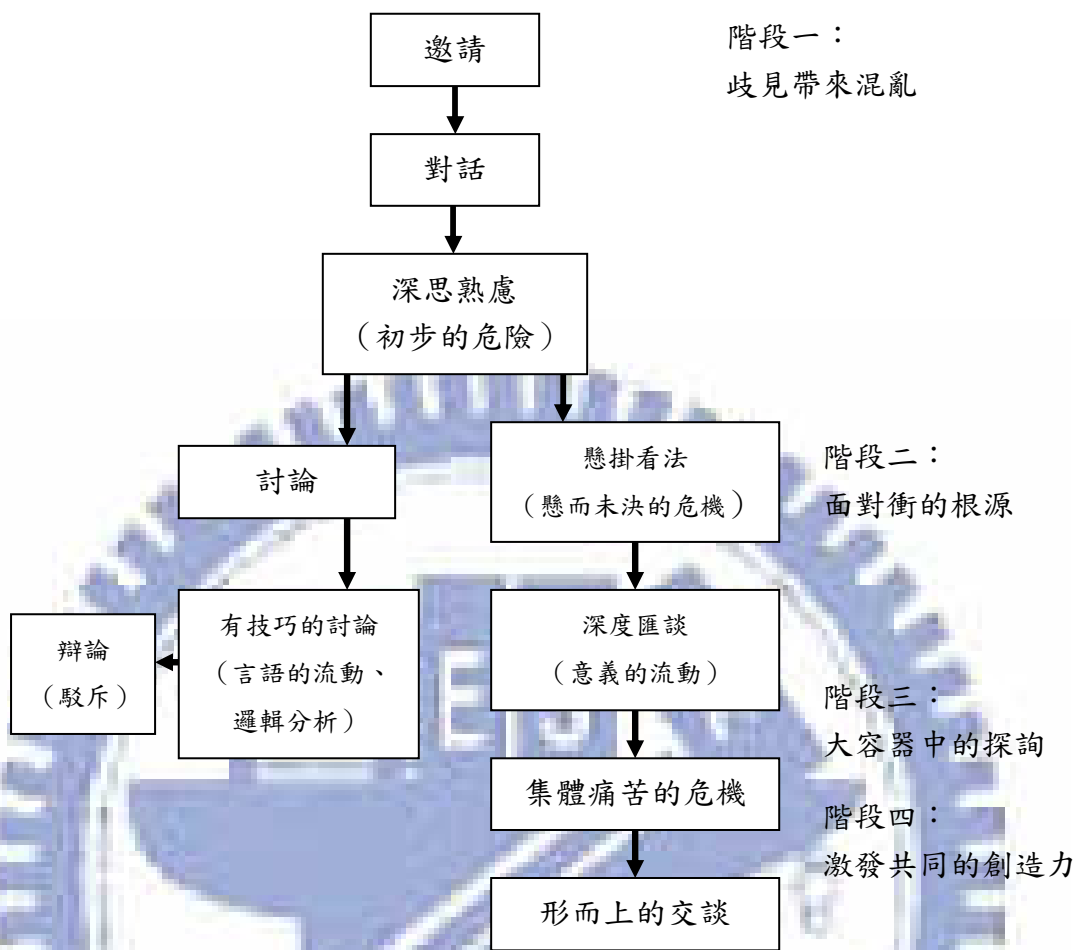 邀請
階段一：
歧見帶來混亂
對話
深思熟慮
（初步的危險）
討論
懸掛看法
（懸而未決的危機）
階段二：
面對衝的根源
辯論
（駁斥）
有技巧的討論
（言語的流動、
邏輯分析）
深度匯談
（意義的流動）
階段三：
大容器中的探詢
集體痛苦的危機
階段四：
激發共同的創造力
形而上的交談